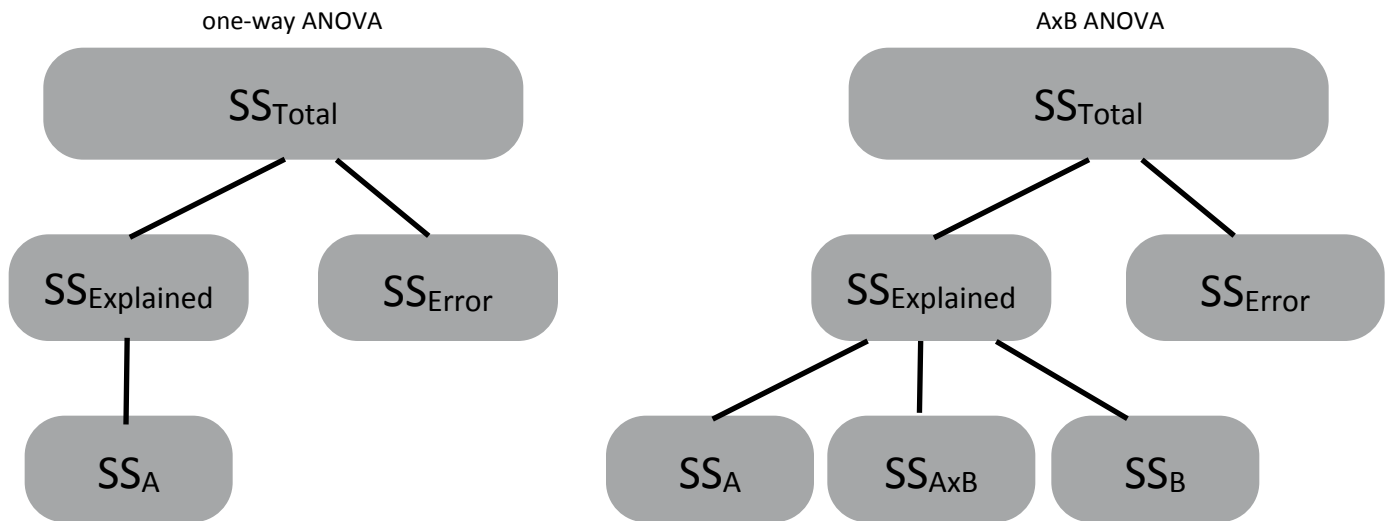 one-way ANOVA
SSTotal
SSExplained
SSError
SSA
AxB ANOVA
SSTotal
SSExplained
SSError
SSA
SSAxB
SSB